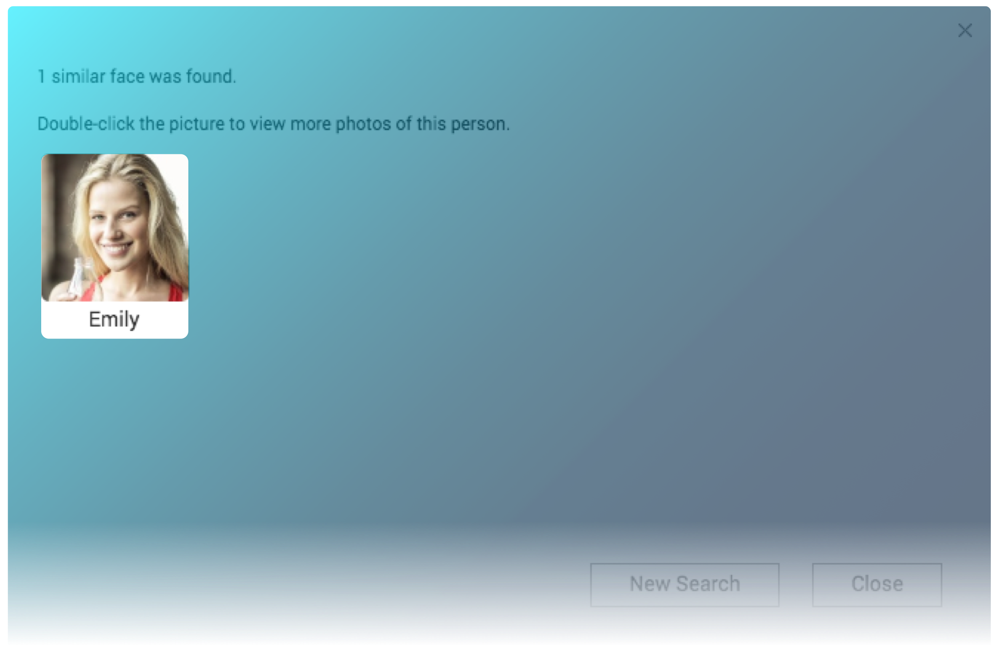 1 similar face was found.
Double-click the picture to view more photos of this person.
Emily
New Search
Close